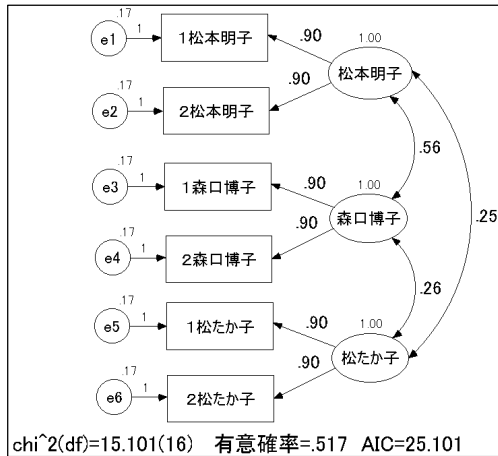 .17
e1 1 1松本明子 .90 1.00
松本明子
.17
e2 1 2松本明子 .90
.56
.17
e3 1 1森口博子 .90 1.00
森口博子
.25
.17
e4 1 2森口博子 .90
.26
.17
e5 1 1松たか子 .90 1.00
松たか子
.17
e6 1 2松たか子 .90
chi^2(df)=15.101(16) 有意確率=.517 AIC=25.101